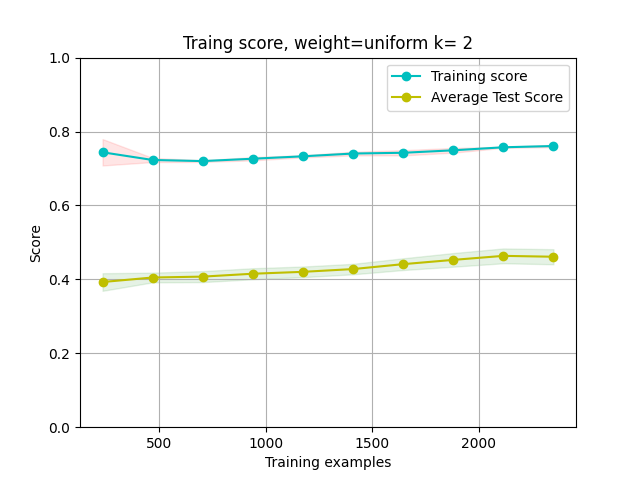 Traing score, weight=uniform k= 2
Training score
Average Test Score
1.0
0.8
0.6
0.4
0.2
0.0
Score
500
1000
1500
2000
Training examples